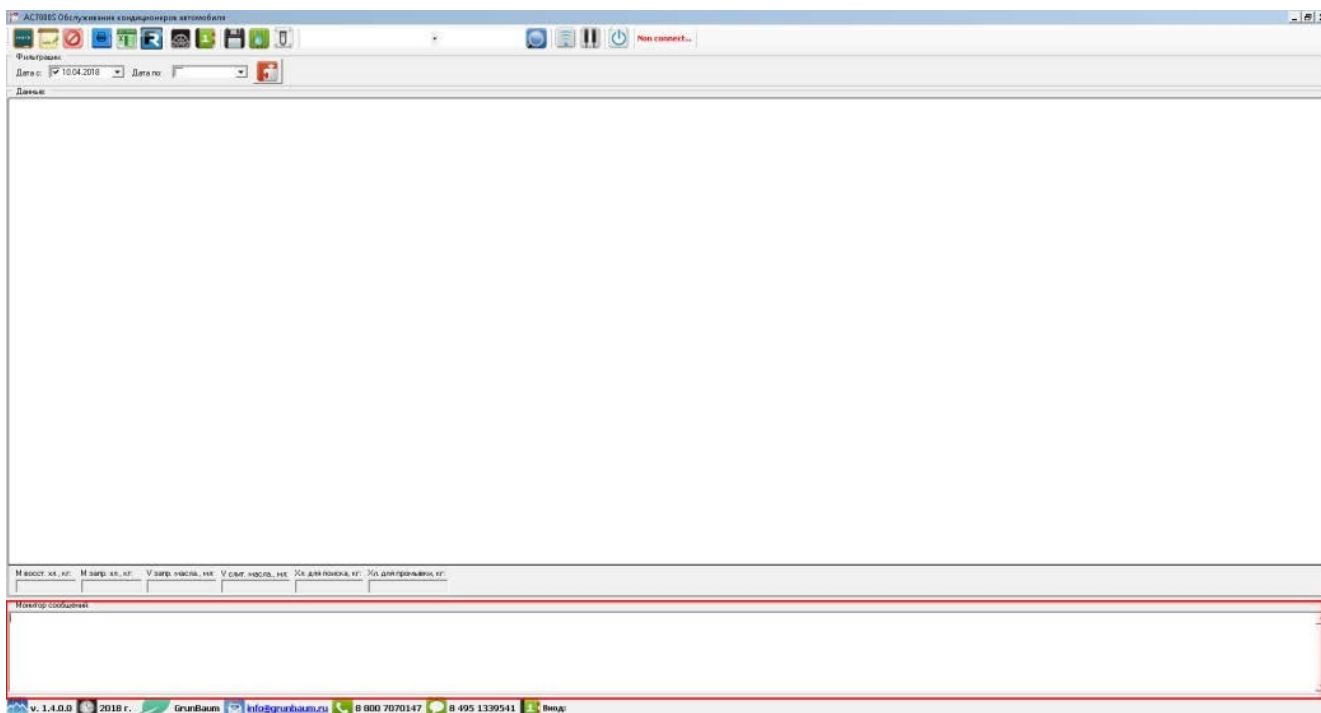 AC7000S Обслуживание кондиционеров автомобиля
Non connect...
Фильтрация:
Дата с: 10.04.2018 Дата по:
Данные:
М восст. хл., кг: М запр. хл., кг: V запр. масла., мл: V слит. масла., мл: Хл. для поиска, кг: Хл. для промывки, кг:
Монитор сообщений:
v. 1.4.0.0 2018 г. GrunBaum info@grunbaum.ru 8 800 7070147 8 495 1339541 Вход: